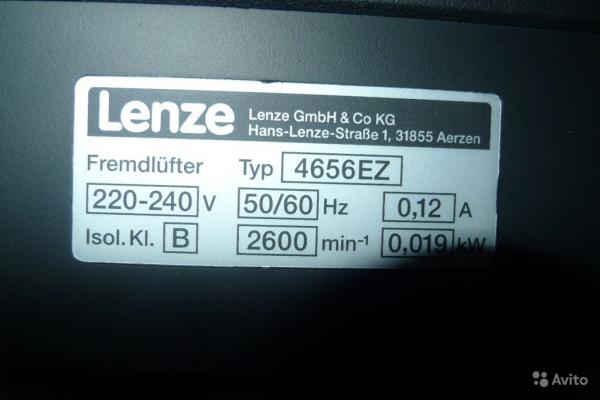 Lenze
Lenze GmbH & Co KG
Hans-Lenze-Straße 1, 31855 Aerzen
Fremdlüfter Typ 4656EZ
220-240 V 50/60 Hz 0,12 A
Isol. Kl. B 2600 min⁻¹ 0,019 kW
Avito